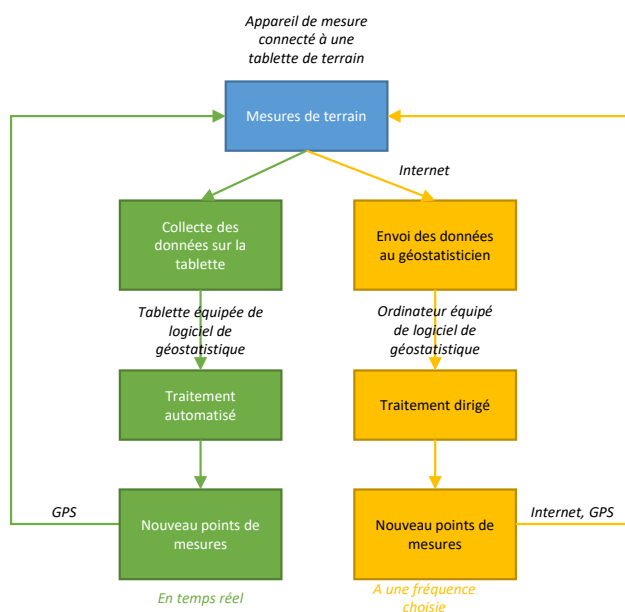 Appareil de mesure
connecté à une
tablette de terrain
Mesures de terrain
Internet
Collecte des
données sur la
tablette
Envoi des données
au géostatisticien
Tablette équipée de
logiciel de
géostatistique
Ordinateur équipé
de logiciel de
géostatistique
Traitement
automatisé
Traitement dirigé
GPS
Nouveau points de
mesures
Nouveau points de
mesures
Internet, GPS
En temps réel
A une fréquence
choisie